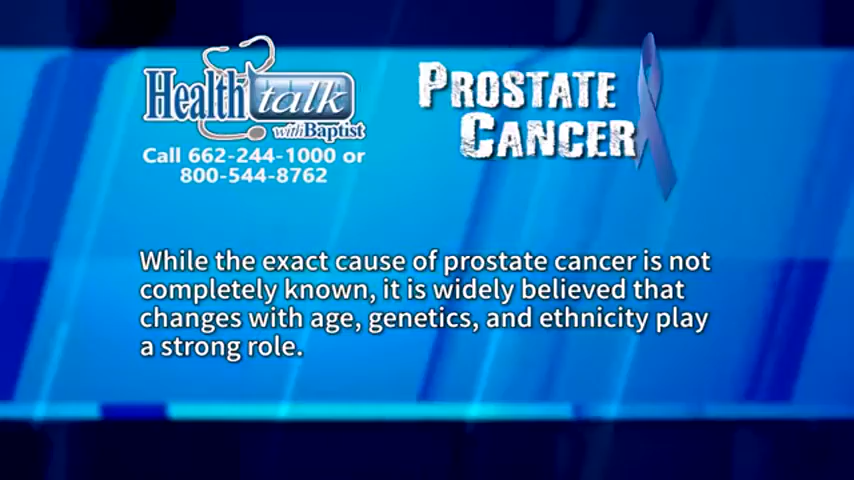 Health talk
with Baptist
Call 662-244-1000 or
800-544-8762
PROSTATE
CANCER
While the exact cause of prostate cancer is not
completely known, it is widely believed that
changes with age, genetics, and ethnicity play
a strong role.